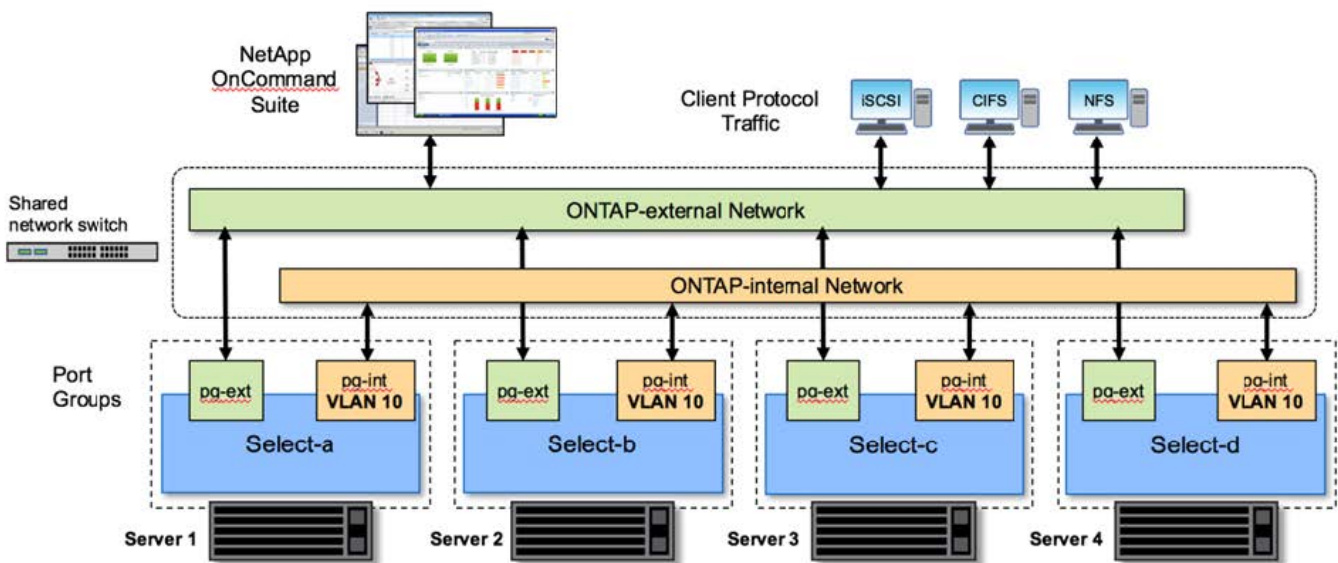 NetApp
OnCommand
Suite
Client Protocol
Traffic
iSCSI
CIFS
NFS
Shared
network switch
ONTAP-external Network
ONTAP-internal Network
Port
Groups
pg-ext
pg-int
VLAN 10
Select-a
pg-ext
pg-int
VLAN 10
Select-b
pg-ext
pg-int
VLAN 10
Select-c
pg-ext
pg-int
VLAN 10
Select-d
Server 1
Server 2
Server 3
Server 4